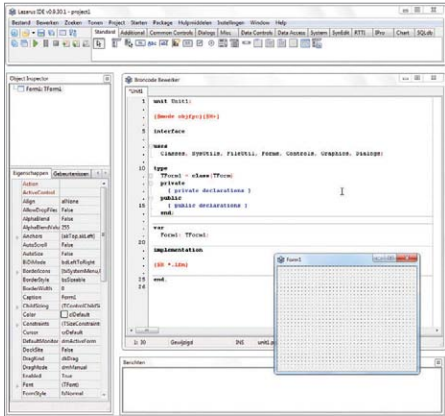 Lazarus IDE v0.9.30.1 - project1
Bestand Bewerken Zoeken Tonen Project Starten Package Hulpmiddelen Instellingen Window Help
Standard Additional Common Controls Dialogs Misc Data Controls Data Access System SynEdit RTTI IPro Chart SQLdb
Object Inspector
Form1: TForm1
Eigenschappen Gebeurtenissen
Action
ActiveControl
Align alNone
AllowDropFiles False
AlphaBlend False
AlphaBlendValu 255
Anchors [akTop,akLeft]
AutoScroll False
AutoSize False
BiDiMode bdLeftToRight
BorderIcons [biSystemMenu,
BorderStyle bsSizeable
BorderWidth 0
Caption Form1
ChildSizing (TControlChildSi
Color clDefault
Constraints (TSizeConstraint
Cursor crDefault
DefaultMonitor dmActiveForm
DockSite False
DragKind dkDrag
DragMode dmManual
Enabled True
Font (TFont)
FormStyle fsNormal
Broncode Bewerker
*Unit1
1 unit Unit1;
{$mode objfpc}{$H+}
5 interface
uses
Classes, SysUtils, FileUtil, Forms, Controls, Graphics, Dialogs;
10 type
TForm1 = class(TForm)
private
{ private declarations }
public
15 { public declarations }
end;
var
Form1: TForm1;
20
implementation
{$R *.lfm}
25 end.
26
Form1
1: 30 Gewijzigd INS
Berichten